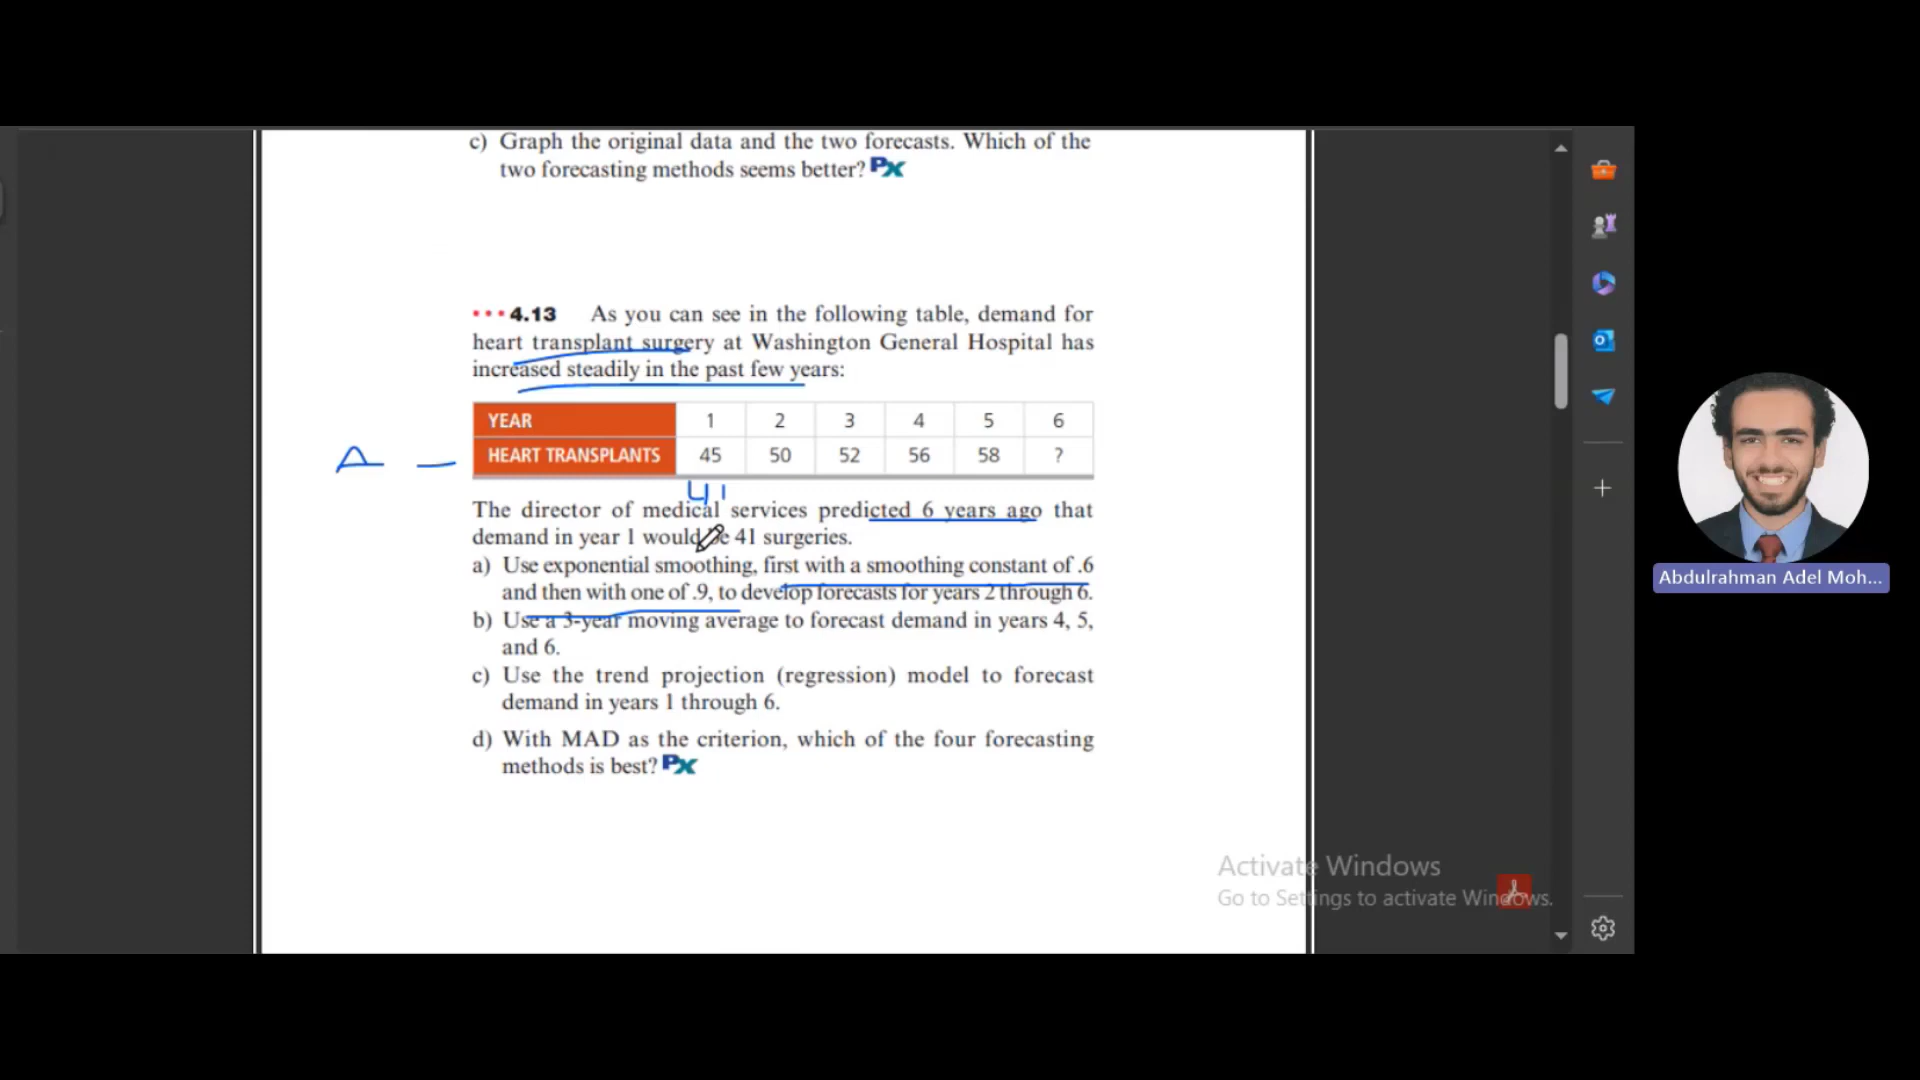 c) Graph the original data and the two forecasts. Which of the
two forecasting methods seems better? PX
4.13 As you can see in the following table, demand for
heart transplant surgery at Washington General Hospital has
increased steadily in the past few years:
YEAR 1 2 3 4 5 6
A HEART TRANSPLANTS 45 50 52 56 58 ?
41
The director of medical services predicted 6 years ago that
demand in year 1 would be 41 surgeries.
a) Use exponential smoothing, first with a smoothing constant of .6
and then with one of .9, to develop forecasts for years 2 through 6.
b) Use a 3-year moving average to forecast demand in years 4, 5,
and 6.
c) Use the trend projection (regression) model to forecast
demand in years 1 through 6.
d) With MAD as the criterion, which of the four forecasting
methods is best? PX
Activate Windows
Go to Settings to activate Windows.
Abdulrahman Adel Moh...